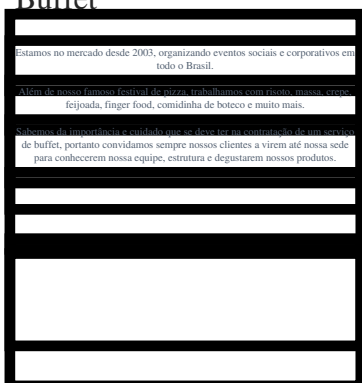 Buffet
Estamos no mercado desde 2003, organizando eventos sociais e corporativos em
todo o Brasil.
Além de nosso famoso festival de pizza, trabalhamos com risoto, massa, crepe,
feijoada, finger food, comidinha de boteco e muito mais.
Sabemos da importância e cuidado que se deve ter na contratação de um serviço
de buffet, portanto convidamos sempre nossos clientes a virem até nossa sede
para conhecerem nossa equipe, estrutura e degustarem nossos produtos.